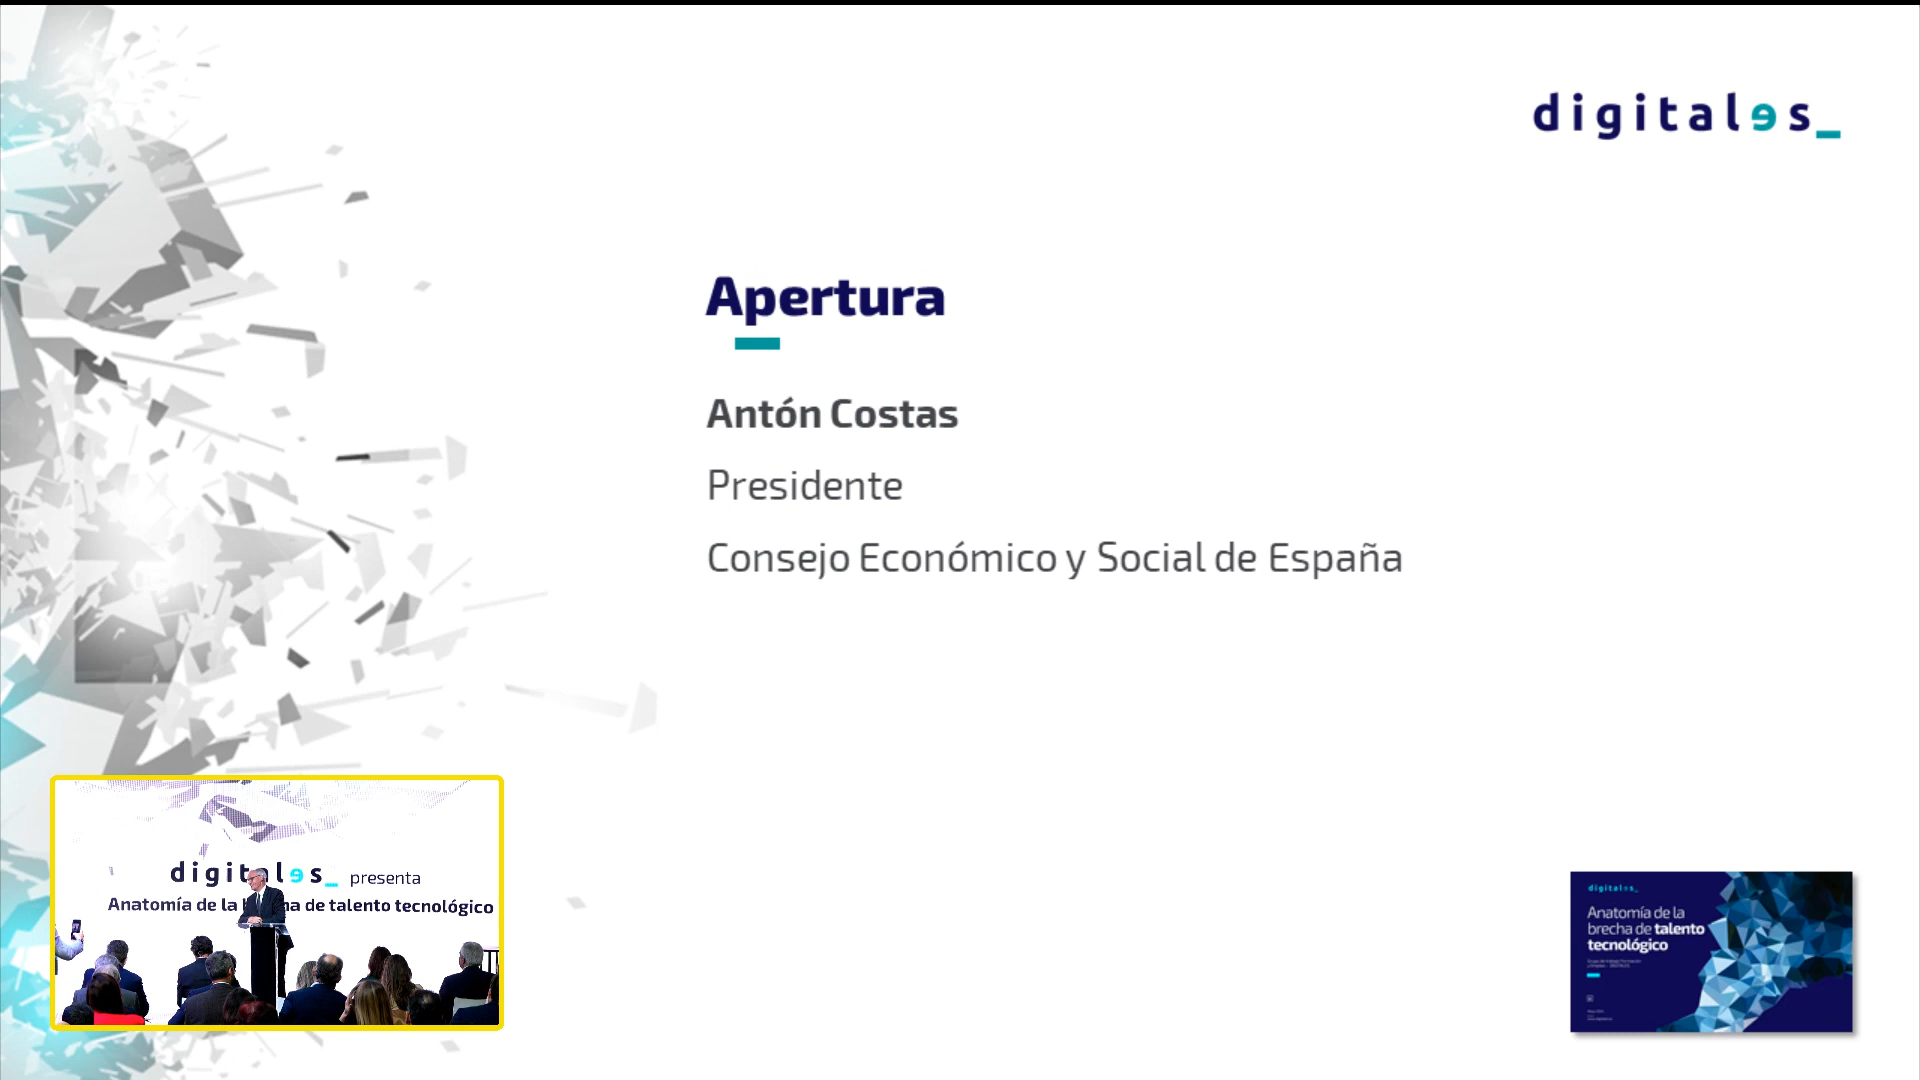 digitales_
Apertura
Antón Costas
Presidente
Consejo Económico y Social de España
digitales_ presenta
Anatomía de la
de talento tecnológico
digitales_
Anatomía de la
brecha de talento
tecnológico